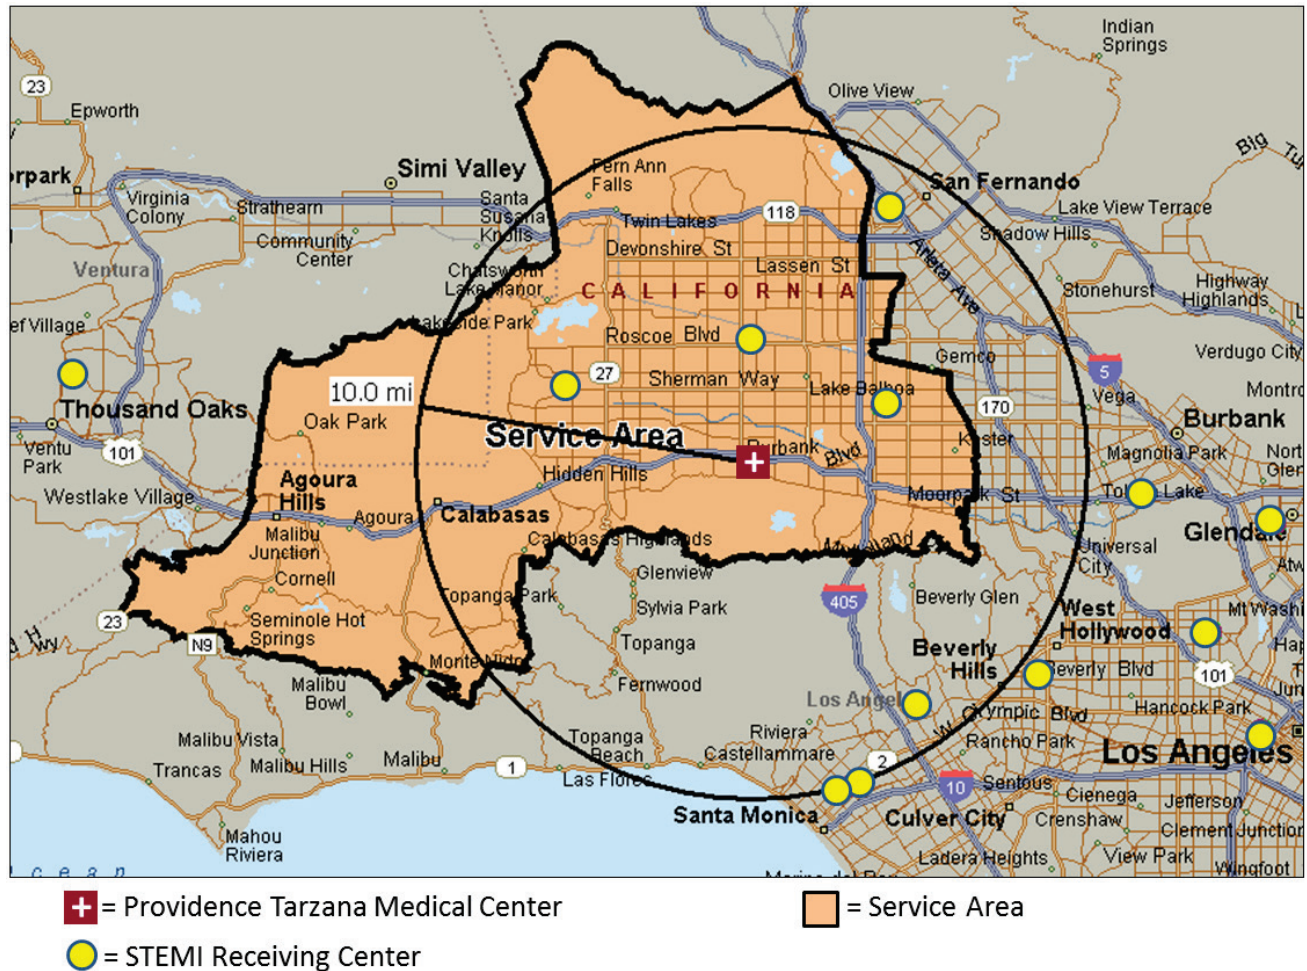 Indian
Springs
23
Olive View
Epworth
Big Tu
Simi Valley
Fern Ann
Falls
orpark
San Fernando
Virginia
Colony
Strathearn
Santa
Susana
Knolls
Twin Lakes
118
Lake View Terrace
Community
Center
Devonshire St
Shadow Hills
Ventura
Chatsworth
Lake Manor
Lassen St
Arleta Ave
Stonehurst
Highway
Highlands
CALIFORNIA
ef Village
Lakeside Park
Roscoe Blvd
Gemco
Verdugo City
5
27
Sherman Way
Lake Balboa
Vega
Montro
10.0 mi
170
Thousand Oaks
Oak Park
Burbank
Service Area
Ventu
Park
101
Burbank Blvd
Kester
Magnolia Park
Nort
Glen
Westlake Village
Agoura
Hills
Hidden Hills
Moorpark St
Lake
Agoura
Calabasas
Glendale
Malibu
Junction
Calabasas Highlands
Mulholland
Universal
City
Atw
Cornell
Glenview
405
Beverly Glen
Topanga Park
Sylvia Park
West
Hollywood
Mt Washi
23
Seminole Hot
Springs
N9
Topanga
Beverly
Hills
Hap
Monte Nido
Beverly Blvd
101
Malibu
Bowl
Fernwood
Los Angel
Jun
W Olympic Blvd
Hancock Park
Malibu Vista
Topanga
Beach
Riviera
Castellammare
Rancho Park
Los Angeles
Trancas
Malibu Hills
Malibu
1
Las Flores
2
10
Sentous
Cienega
Jefferson
Santa Monica
Culver City
Crenshaw
Clement Junction
Mahou
Riviera
Ladera Heights
View Park
Wingfoot
cean
= Providence Tarzana Medical Center
= Service Area
= STEMI Receiving Center